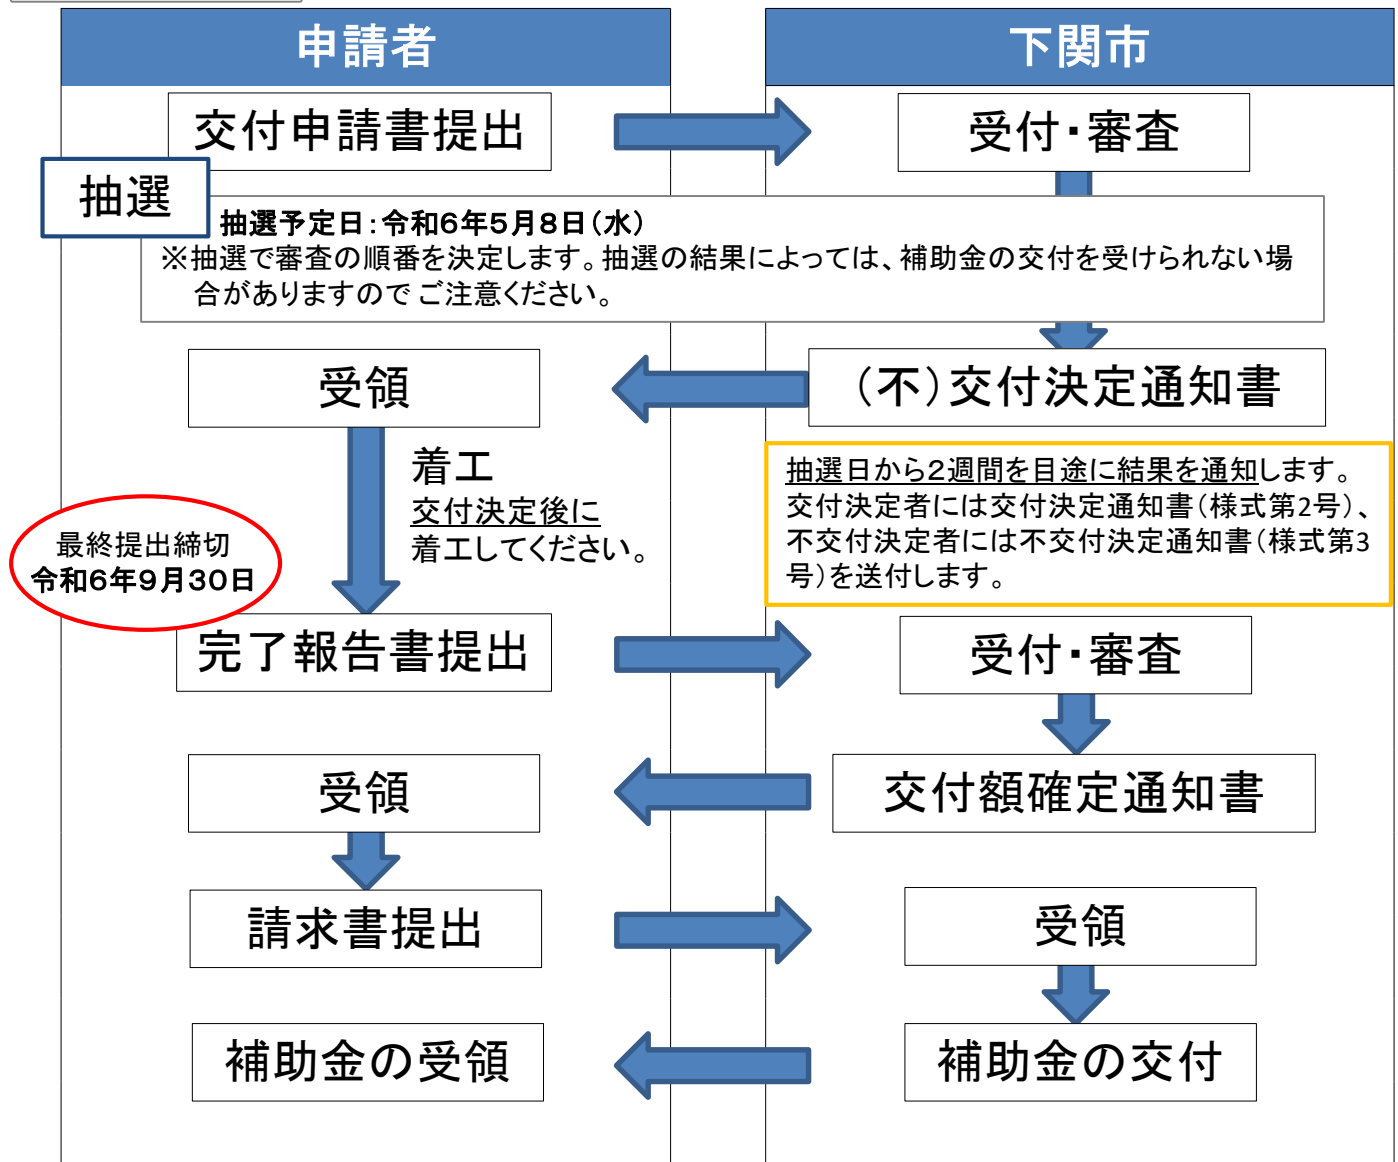 申請者
下関市
交付申請書提出
受付・審査
抽選
抽選予定日：令和６年５月８日（水）
※抽選で審査の順番を決定します。抽選の結果によっては、補助金の交付を受けられない場
合がありますので ご注意ください。
受領
（不）交付決定通知書
着工
交付決定後に
着工してください。
抽選日から２週間を目途に結果を通知します。
交付決定者には交付決定通知書（様式第2号）、
不交付決定者には不交付決定通知書（様式第3
号）を送付します。
最終提出締切
令和６年９月３０日
完了報告書提出
受付・審査
受領
交付額確定通知書
請求書提出
受領
補助金の受領
補助金の交付